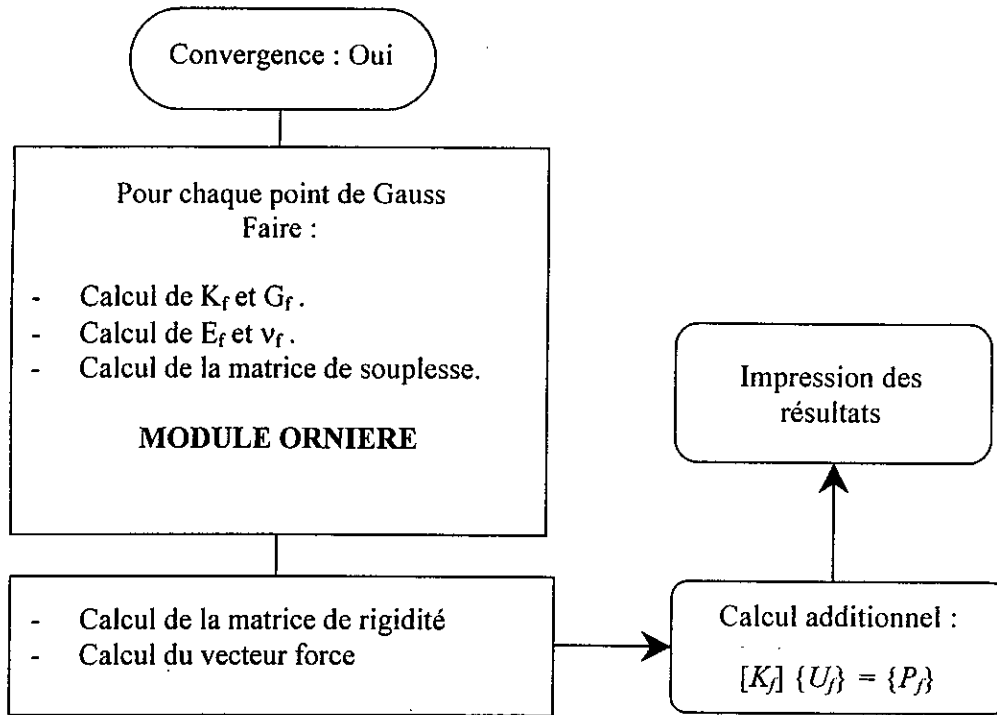 Convergence : Oui
Pour chaque point de Gauss
Faire :
- Calcul de K_f et G_f .
- Calcul de E_f et ν_f .
- Calcul de la matrice de souplesse.
MODULE ORNIERE
- Calcul de la matrice de rigidité
- Calcul du vecteur force
Calcul additionnel :
[K_f] {U_f} = {P_f}
Impression des
résultats